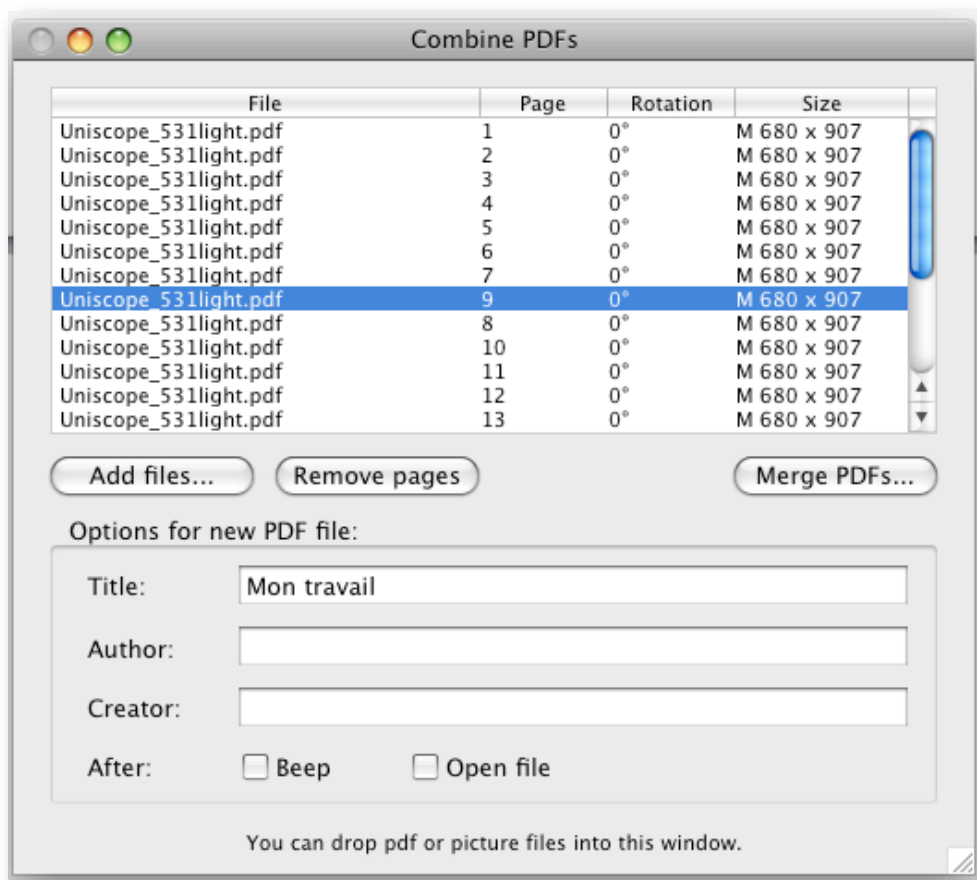 Combine PDFs
File Page Rotation Size
Uniscope_531light.pdf 1 0° M 680 x 907
Uniscope_531light.pdf 2 0° M 680 x 907
Uniscope_531light.pdf 3 0° M 680 x 907
Uniscope_531light.pdf 4 0° M 680 x 907
Uniscope_531light.pdf 5 0° M 680 x 907
Uniscope_531light.pdf 6 0° M 680 x 907
Uniscope_531light.pdf 7 0° M 680 x 907
Uniscope_531light.pdf 9 0° M 680 x 907
Uniscope_531light.pdf 8 0° M 680 x 907
Uniscope_531light.pdf 10 0° M 680 x 907
Uniscope_531light.pdf 11 0° M 680 x 907
Uniscope_531light.pdf 12 0° M 680 x 907
Uniscope_531light.pdf 13 0° M 680 x 907
Add files... Remove pages Merge PDFs...
Options for new PDF file:
Title: Mon travail
Author:
Creator:
After: Beep Open file
You can drop pdf or picture files into this window.